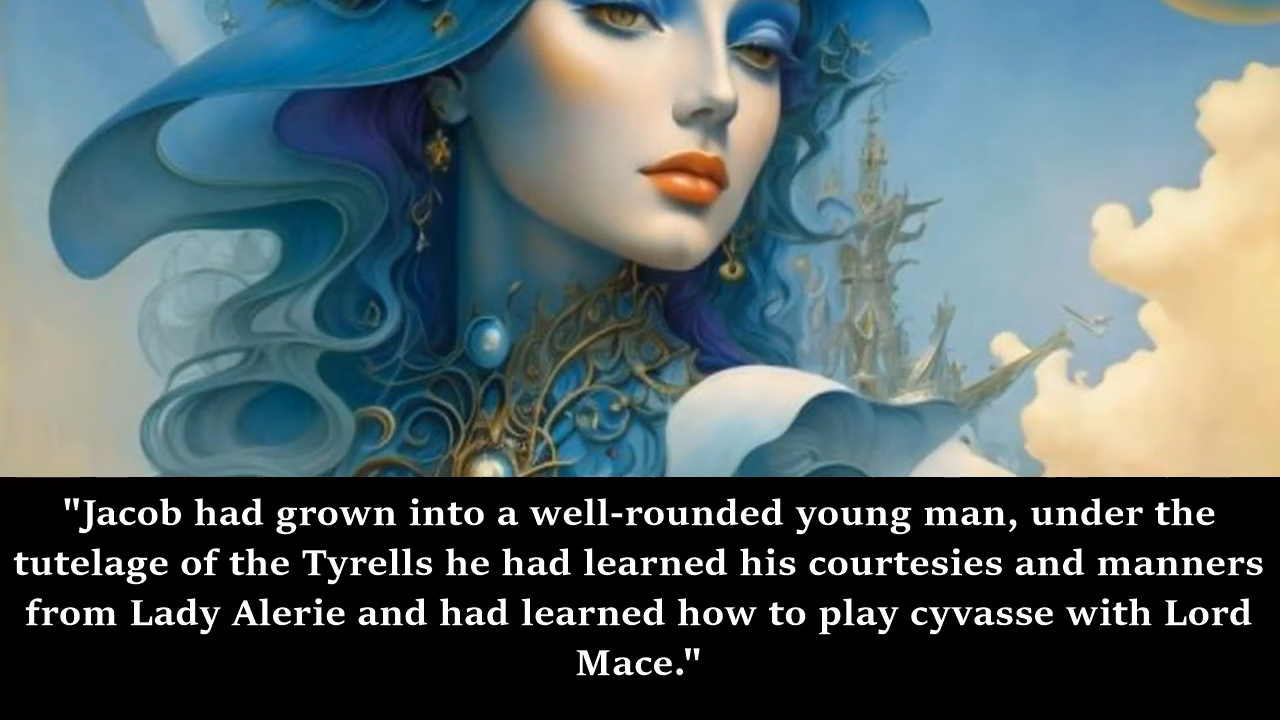 "Jacob had grown into a well-rounded young man, under the
tutelage of the Tyrells he had learned his courtesies and manners
from Lady Alerie and had learned how to play cyvasse with Lord
Mace."